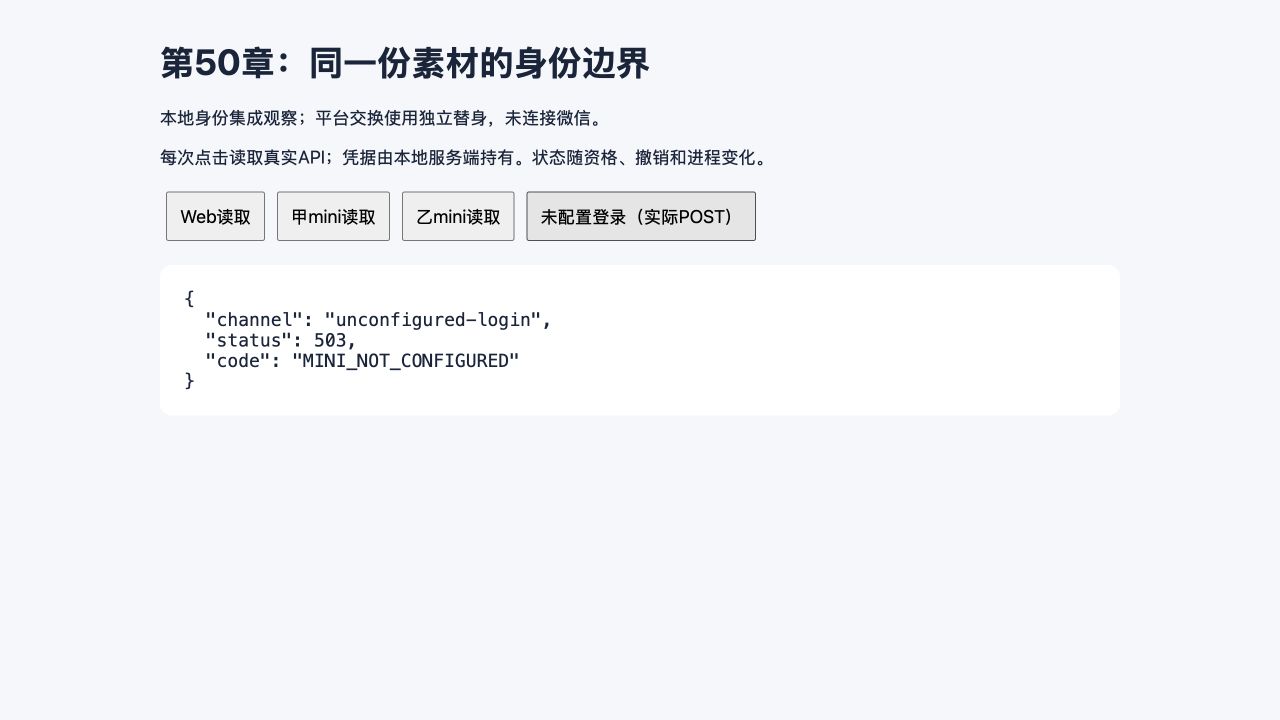 第50章：同一份素材的身份边界
本地身份集成观察；平台交换使用独立替身，未连接微信。
每次点击读取真实API；凭据由本地服务端持有。状态随资格、撤销和进程变化。
Web读取 甲mini读取 乙mini读取 未配置登录（实际POST）
{
  "channel": "unconfigured-login",
  "status": 503,
  "code": "MINI_NOT_CONFIGURED"
}